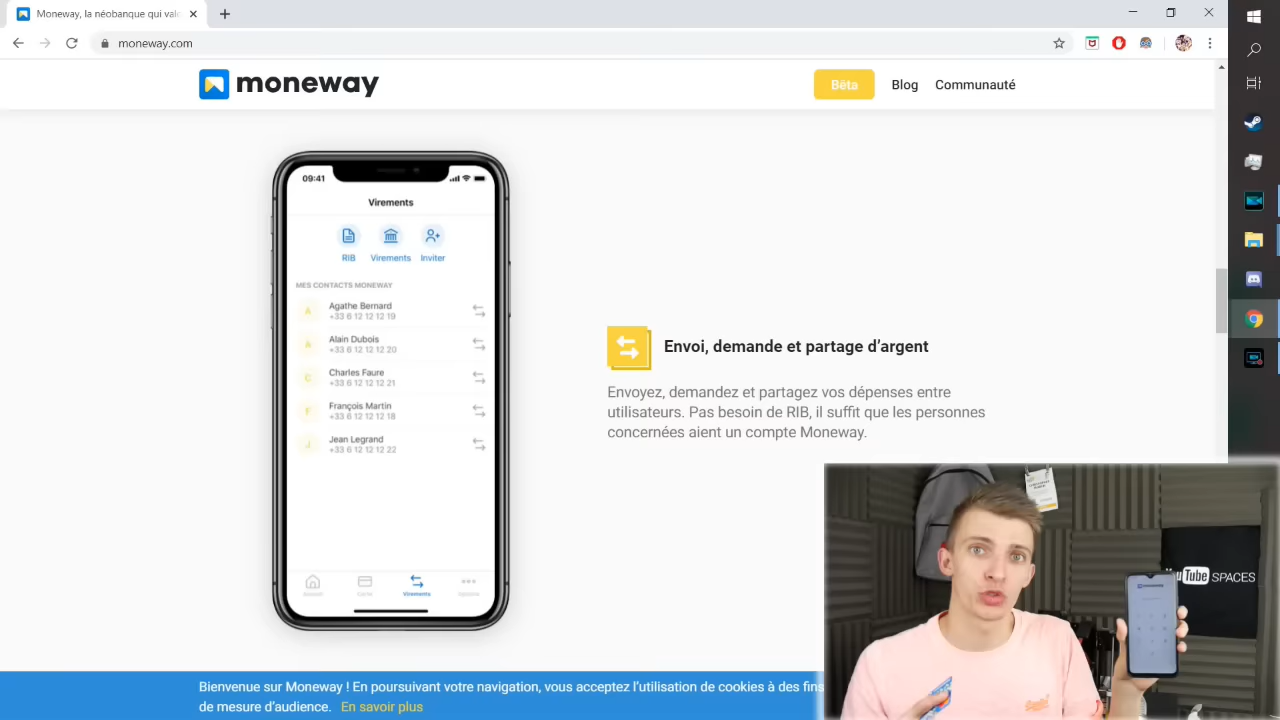 Moneway, la néobanque qui val
moneway.com
moneway
Bêta
Blog
Communauté
09:41
Virements
RIB
Virements
Inviter
MES CONTACTS MONEWAY
A
Agathe Bernard
+33 6 12 12 12 19
A
Alain Dubois
+33 6 12 12 12 20
C
Charles Faure
+33 6 12 12 12 21
F
François Martin
+33 6 12 12 12 18
J
Jean Legrand
+33 6 12 12 12 22
Virements
Envoi, demande et partage d’argent
Envoyez, demandez et partagez vos dépenses entre
utilisateurs. Pas besoin de RIB, il suffit que les personnes
concernées aient un compte Moneway.
Bienvenue sur Moneway ! En poursuivant votre navigation, vous acceptez l’utilisation de cookies à des fins
de mesure d’audience. En savoir plus
YouTube SPACES